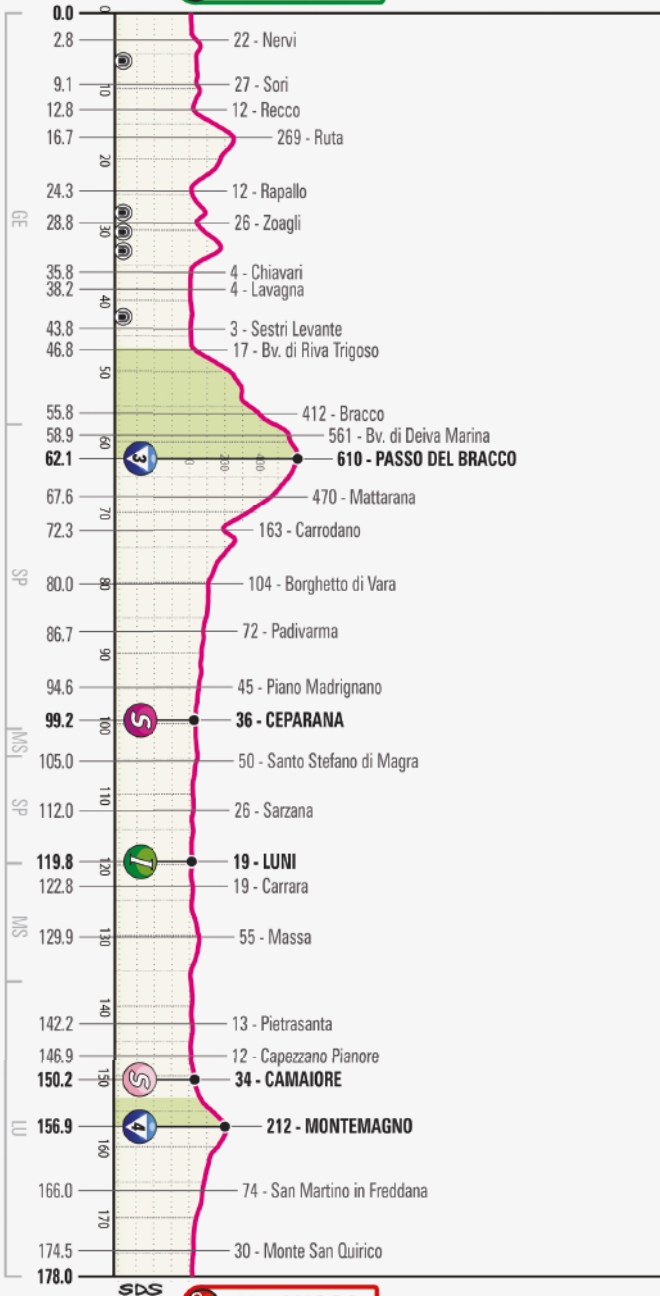 0.0
0
2.8 22 - Nervi
9.1 27 - Sori
10
12.8 12 - Recco
16.7 269 - Ruta
20
24.3 12 - Rapallo
GE
28.8 26 - Zoagli
30
35.8 4 - Chiavari
38.2 4 - Lavagna
40
43.8 3 - Sestri Levante
46.8 17 - Bv. di Riva Trigoso
50
55.8 412 - Bracco
58.9 561 - Bv. di Deiva Marina
60
62.1 3 610 - PASSO DEL BRACCO
0 200 400
67.6 470 - Mattarana
70
72.3 163 - Carrodano
SP
80.0 80 104 - Borghetto di Vara
86.7 72 - Padivarma
90
94.6 45 - Piano Madrignano
99.2 S 36 - CEPARANA
100
MS
105.0 50 - Santo Stefano di Magra
110
SP
112.0 26 - Sarzana
119.8 I 19 - LUNI
120
122.8 19 - Carrara
MS
129.9 130 55 - Massa
140
142.2 13 - Pietrasanta
146.9 12 - Capezzano Pianore
150.2 150 S 34 - CAMAIORE
LU
156.9 4 212 - MONTEMAGNO
160
166.0 74 - San Martino in Freddana
170
174.5 30 - Monte San Quirico
178.0
SDS